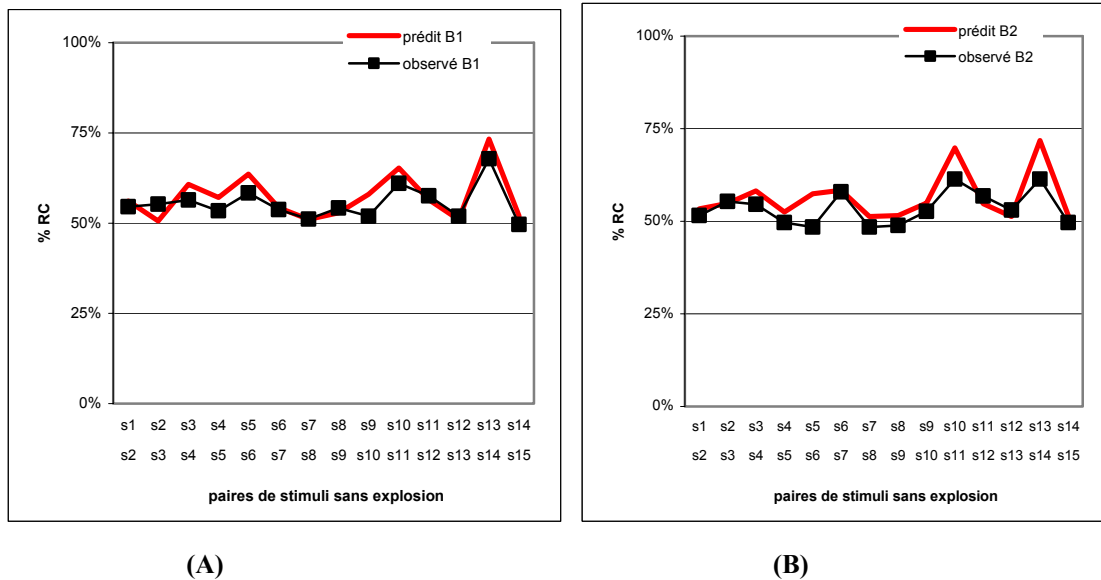 100%
75%
50%
25%
0%
% RC
prédit B1
observé B1
s1 s2 s3 s4 s5 s6 s7 s8 s9 s10 s11 s12 s13 s14
s2 s3 s4 s5 s6 s7 s8 s9 s10 s11 s12 s13 s14 s15
paires de stimuli sans explosion
(A)
100%
75%
50%
25%
0%
% RC
prédit B2
observé B2
s1 s2 s3 s4 s5 s6 s7 s8 s9 s10 s11 s12 s13 s14
s2 s3 s4 s5 s6 s7 s8 s9 s10 s11 s12 s13 s14 s15
paires de stimuli sans explosion
(B)